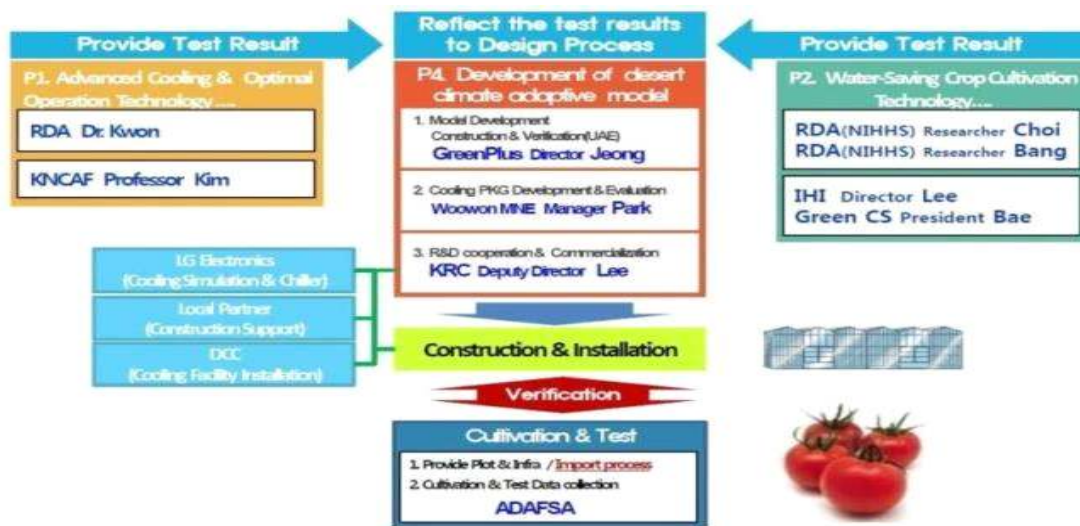 Provide Test Result
Reflect the test results
to Design Process
Provide Test Result
P1. Advanced Cooling & Optimal
Operation Technology ....
RDA Dr. Kwon
KNCAF Professor Kim
P4. Development of desert
climate adoptive model
1. Model Development
Construction & Verification(UAE)
GreenPlus Director Jeong
2. Cooling PKG Development & Evaluation
Woowon MNE Manager Park
3. R&D cooperation & Commercialization
KRC Deputy Director Lee
P2. Water-Saving Crop Cultivation
Technology....
RDA(NIHHS) Researcher Choi
RDA(NIHHS) Researcher Bang
IHI Director Lee
Green CS President Bae
LG Electronics
(Cooling Simulation & Chiller)
Local Partner
(Construction Support)
DCC
(Cooling Facility Installation)
Construction & Installation
Verification
Cultivation & Test
1. Provide Plot & Infra / Import process
2. Cultivation & Test Data collection
ADAFSA